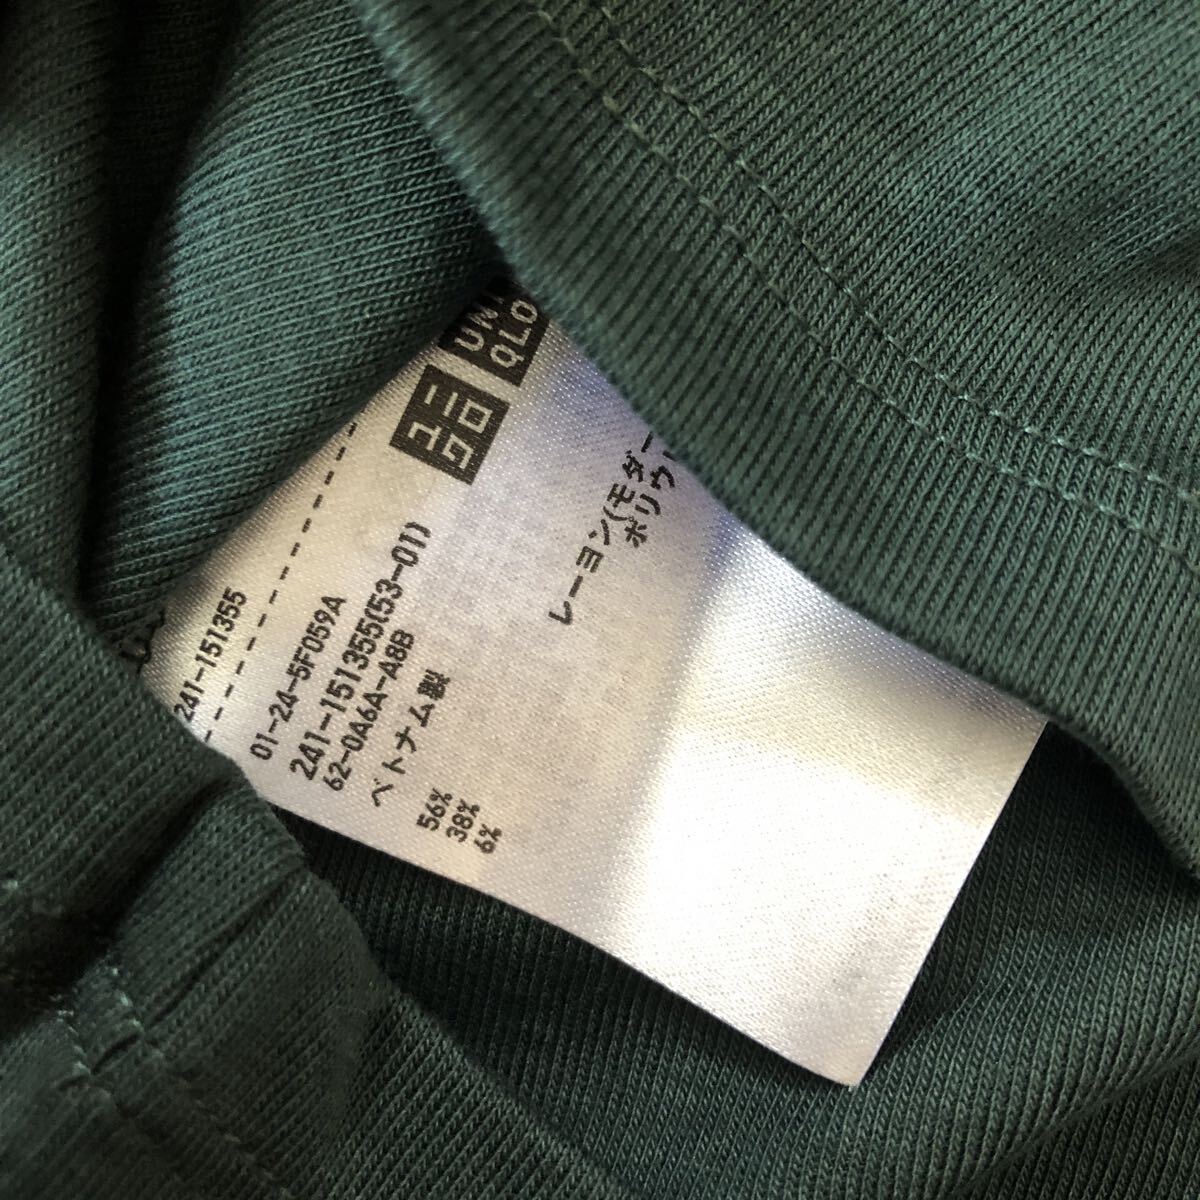 UNI
QLO
ユニ
クロ
241-151355
01-24-5F059A
241-151355(53-01)
62-0A6A-A8B
ベトナム製
56%
38%
6%
レーヨン(モダー
ポリウ